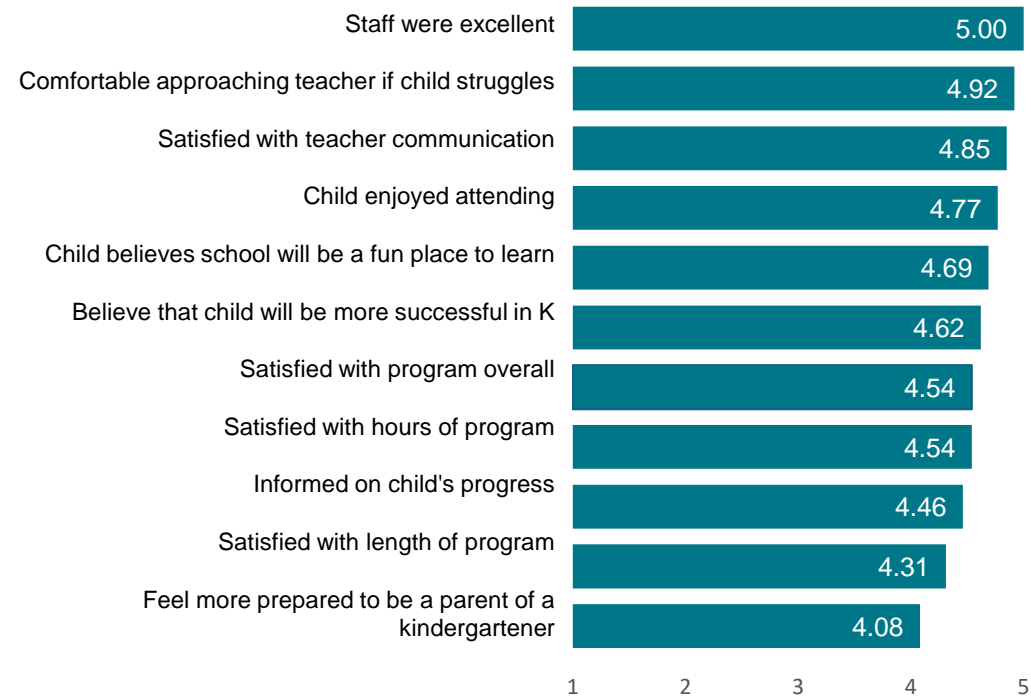 Staff were excellent 5.00
Comfortable approaching teacher if child struggles 4.92
Satisfied with teacher communication 4.85
Child enjoyed attending 4.77
Child believes school will be a fun place to learn 4.69
Believe that child will be more successful in K 4.62
Satisfied with program overall 4.54
Satisfied with hours of program 4.54
Informed on child's progress 4.46
Satisfied with length of program 4.31
Feel more prepared to be a parent of a
kindergartener 4.08
1 2 3 4 5